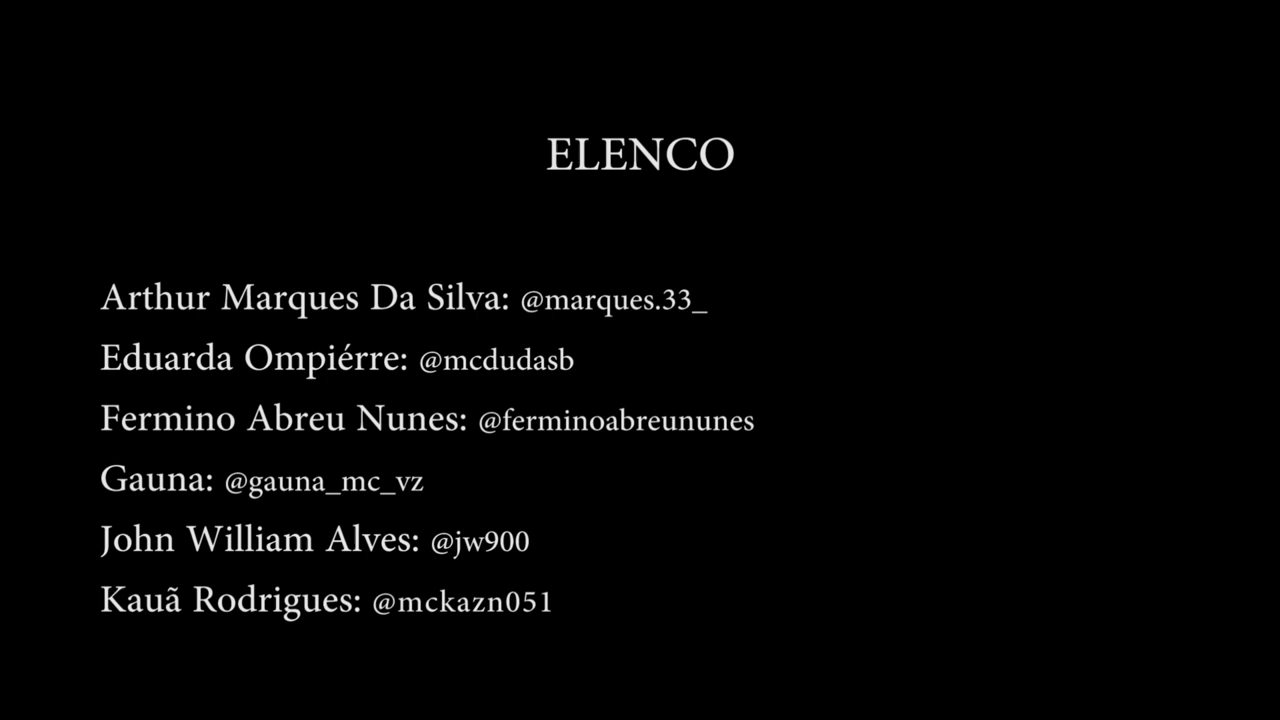 ELENCO
Arthur Marques Da Silva: @marques.33_
Eduarda Ompiérre: @mcdudasb
Fermino Abreu Nunes: @ferminoabreununes
Gauna: @gauna_mc_vz
John William Alves: @jw900
Kauã Rodrigues: @mckazn051